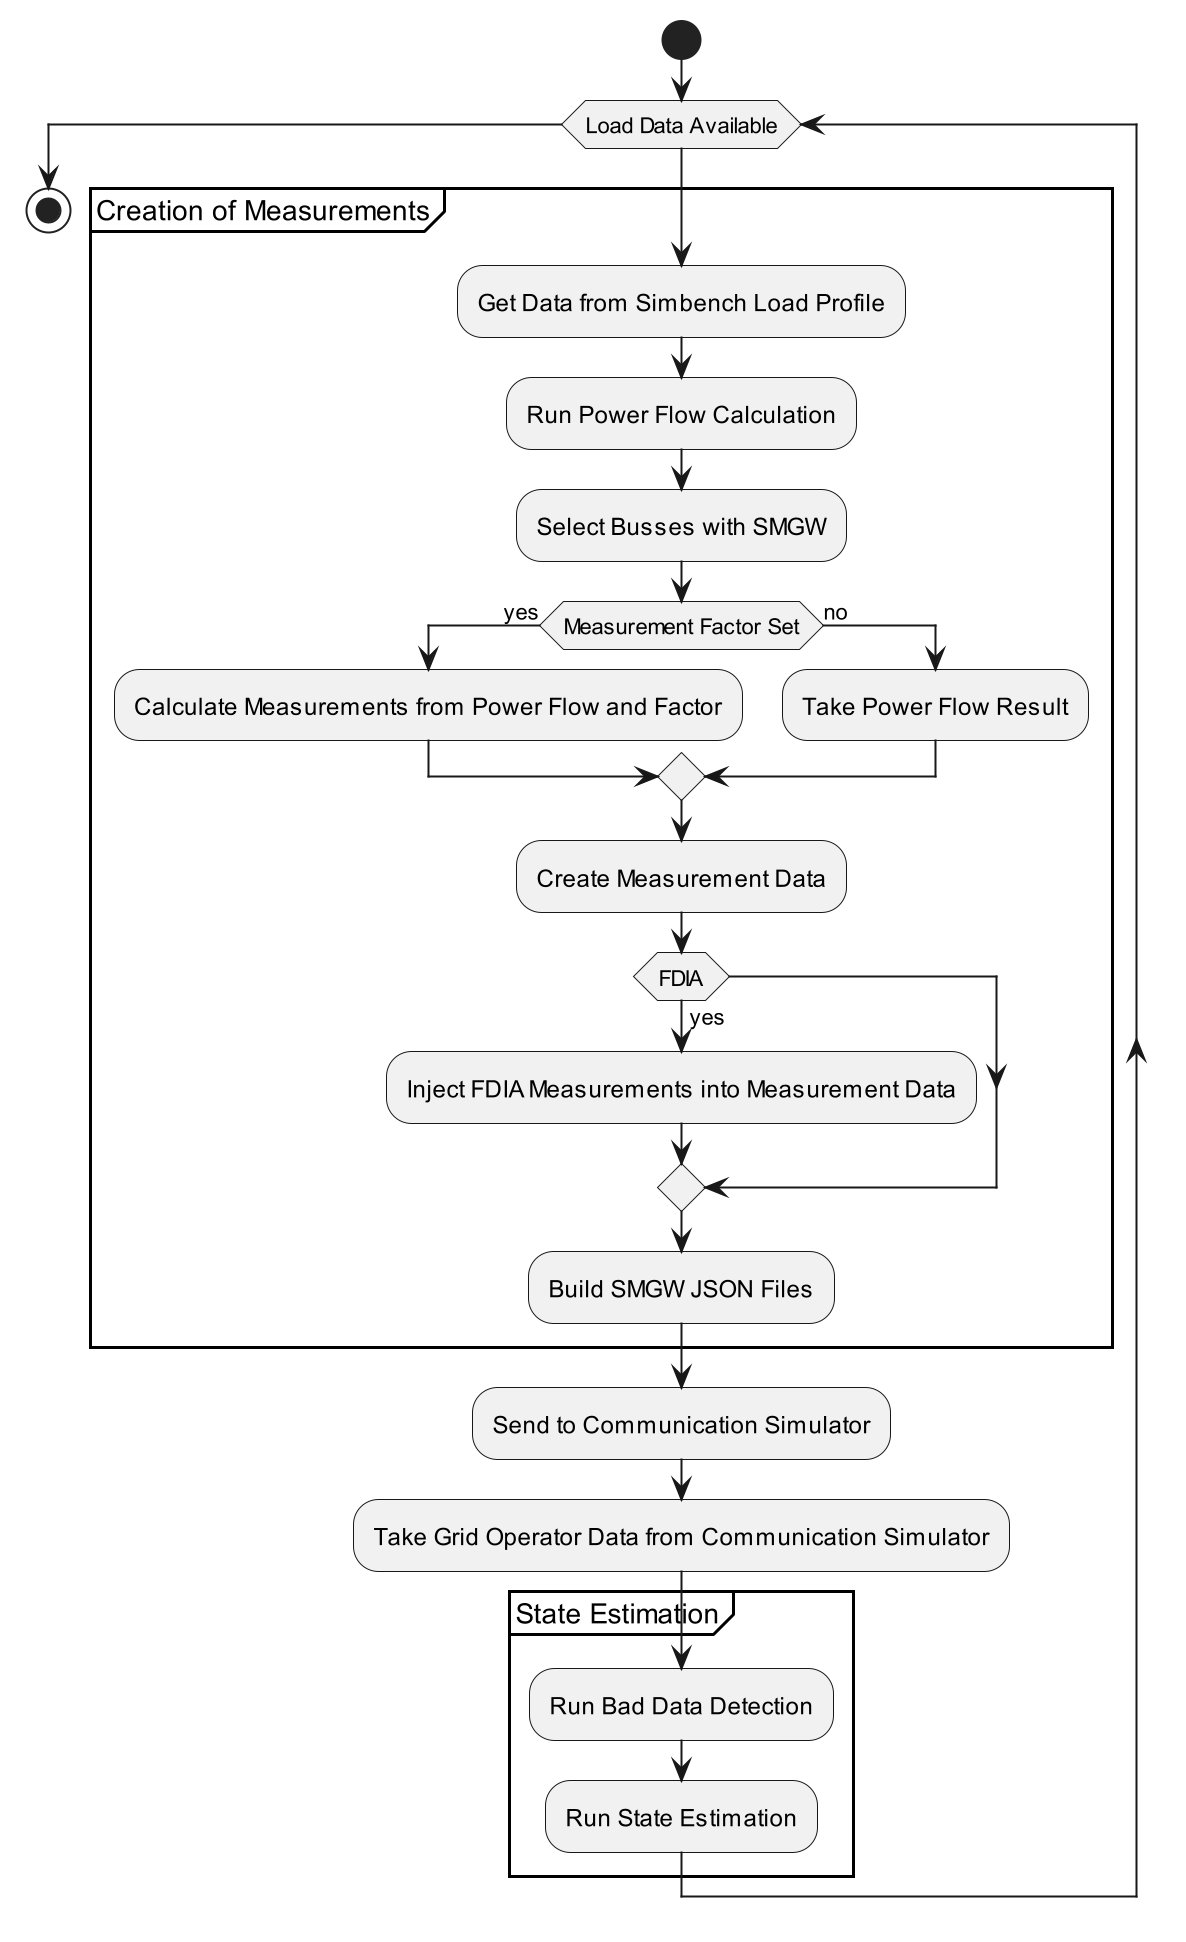 Load Data Available
Creation of Measurements
Get Data from Simbench Load Profile
Run Power Flow Calculation
Select Busses with SMGW
yes
Measurement Factor Set
no
Calculate Measurements from Power Flow and Factor
Take Power Flow Result
Create Measurement Data
FDIA
yes
Inject FDIA Measurements into Measurement Data
Build SMGW JSON Files
Send to Communication Simulator
Take Grid Operator Data from Communication Simulator
State Estimation
Run Bad Data Detection
Run State Estimation